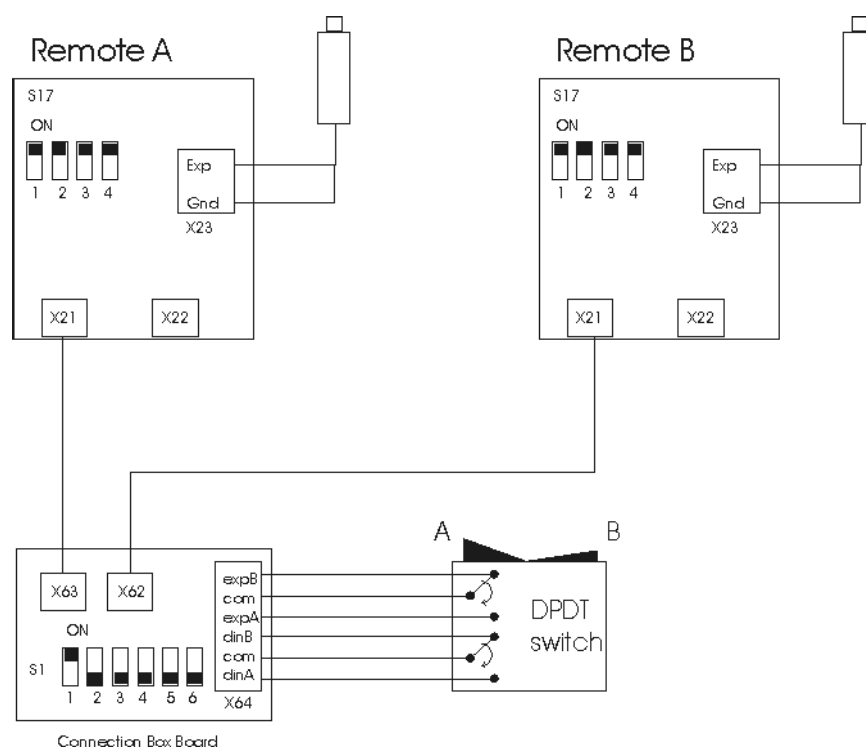 Remote A
S17
ON
1 2 3 4
Exp
Gnd
X23
X21
X22
Remote B
S17
ON
1 2 3 4
Exp
Gnd
X23
X21
X22
X63
X62
ON
S1
1 2 3 4 5 6
expB
com
expA
dinB
com
dinA
X64
Connection Box Board
A
B
DPDT
switch